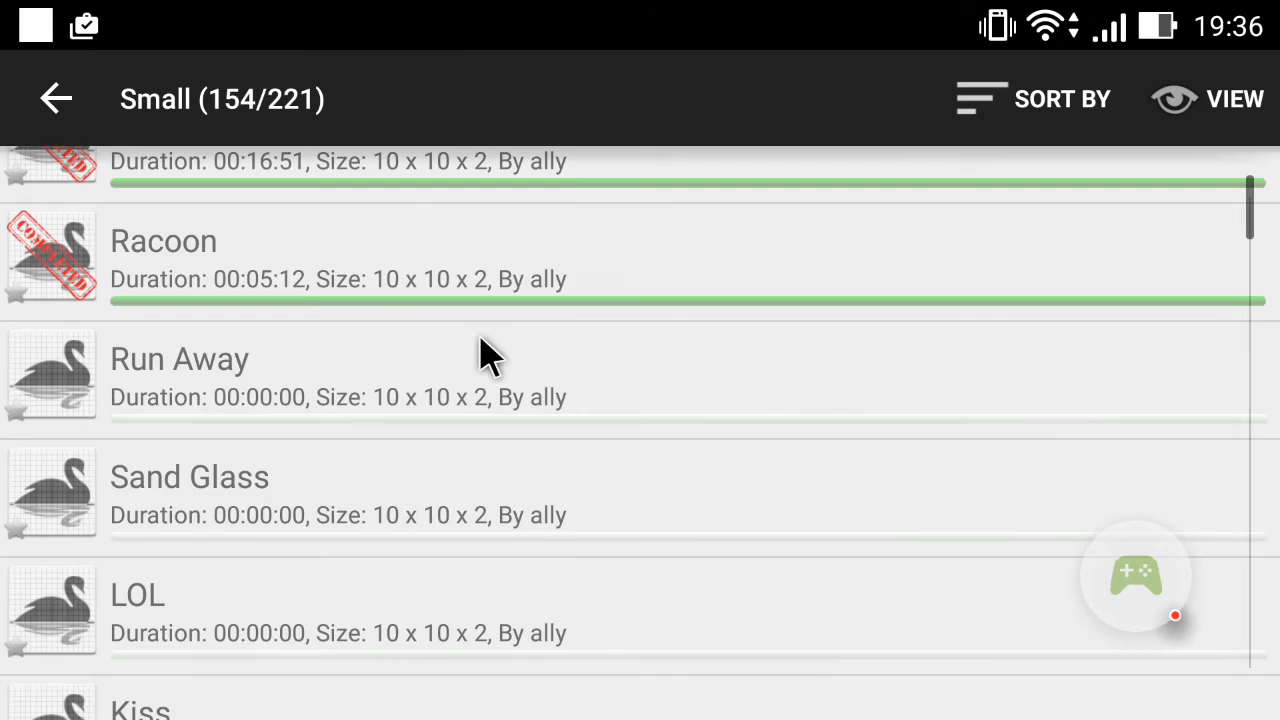 19:36
Small (154/221)
SORT BY
VIEW
Duration: 00:16:51, Size: 10 x 10 x 2, By ally
COMPLETED
Racoon
Duration: 00:05:12, Size: 10 x 10 x 2, By ally
Run Away
Duration: 00:00:00, Size: 10 x 10 x 2, By ally
Sand Glass
Duration: 00:00:00, Size: 10 x 10 x 2, By ally
LOL
Duration: 00:00:00, Size: 10 x 10 x 2, By ally
Kiss